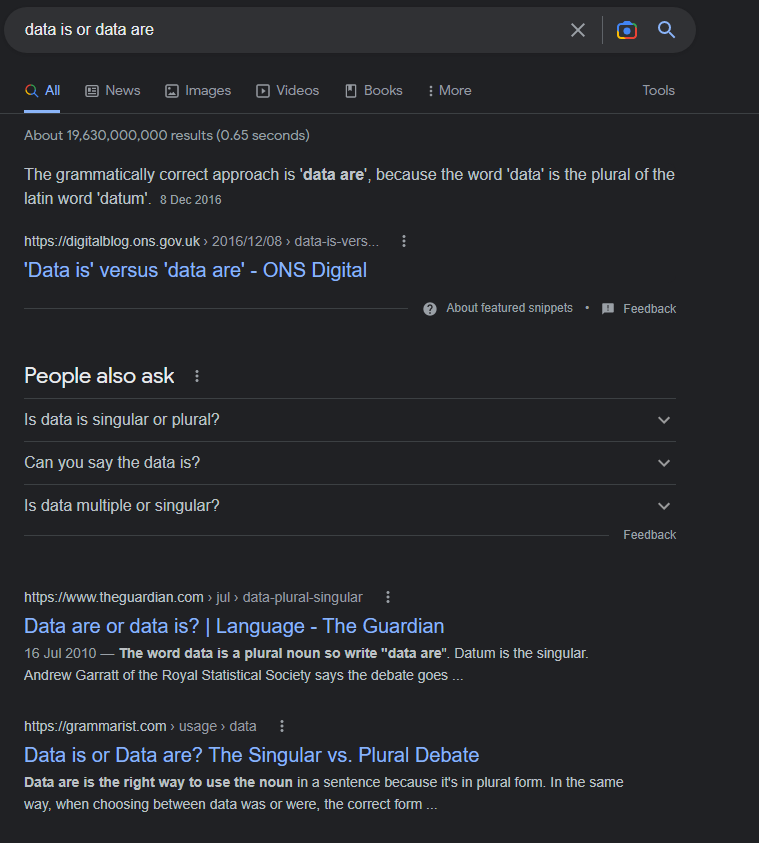 data is or data are
All News Images Videos Books More Tools
About 19,630,000,000 results (0.65 seconds)
The grammatically correct approach is 'data are', because the word 'data' is the plural of the
latin word 'datum'. 8 Dec 2016
https://digitalblog.ons.gov.uk › 2016/12/08 › data-is-vers...
'Data is' versus 'data are' - ONS Digital
About featured snippets • Feedback
People also ask
Is data is singular or plural?
Can you say the data is?
Is data multiple or singular?
Feedback
https://www.theguardian.com › jul › data-plural-singular
Data are or data is? | Language - The Guardian
16 Jul 2010 — The word data is a plural noun so write "data are". Datum is the singular.
Andrew Garratt of the Royal Statistical Society says the debate goes ...
https://grammarist.com › usage › data
Data is or Data are? The Singular vs. Plural Debate
Data are is the right way to use the noun in a sentence because it's in plural form. In the same
way, when choosing between data was or were, the correct form ...